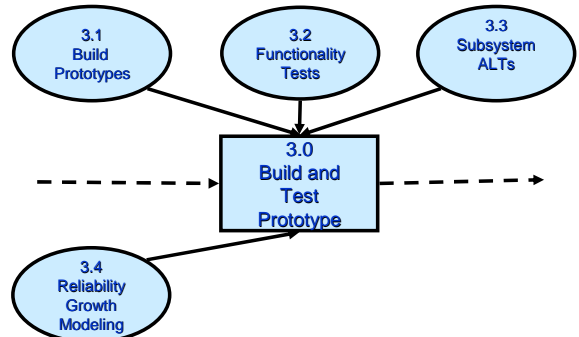 3.1
Build
Prototypes
3.2
Functionality
Tests
3.3
Subsystem
ALTs
3.0
Build and
Test
Prototype
3.4
Reliability
Growth
Modeling